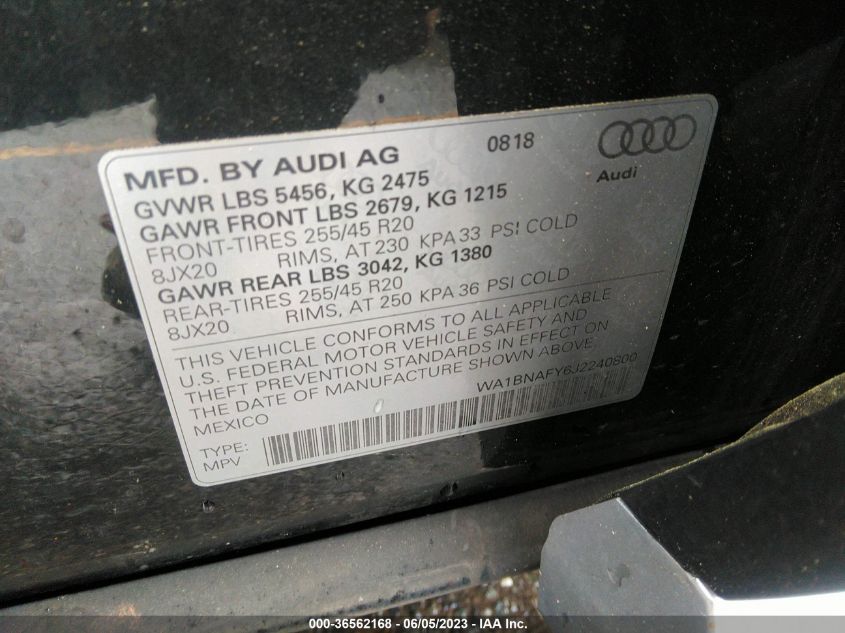 MFD. BY AUDI AG 0818
Audi
GVWR LBS 5456, KG 2475
GAWR FRONT LBS 2679, KG 1215
FRONT-TIRES 255/45 R20
8JX20 RIMS, AT 230 KPA 33 PSI COLD
GAWR REAR LBS 3042, KG 1380
REAR-TIRES 255/45 R20
8JX20 RIMS, AT 250 KPA 36 PSI COLD
THIS VEHICLE CONFORMS TO ALL APPLICABLE
U.S. FEDERAL MOTOR VEHICLE SAFETY AND
THEFT PREVENTION STANDARDS IN EFFECT ON
THE DATE OF MANUFACTURE SHOWN ABOVE
MEXICO WA1BNAFY6J2240800
TYPE:
MPV
000-36562168 - 06/05/2023 - IAA Inc.